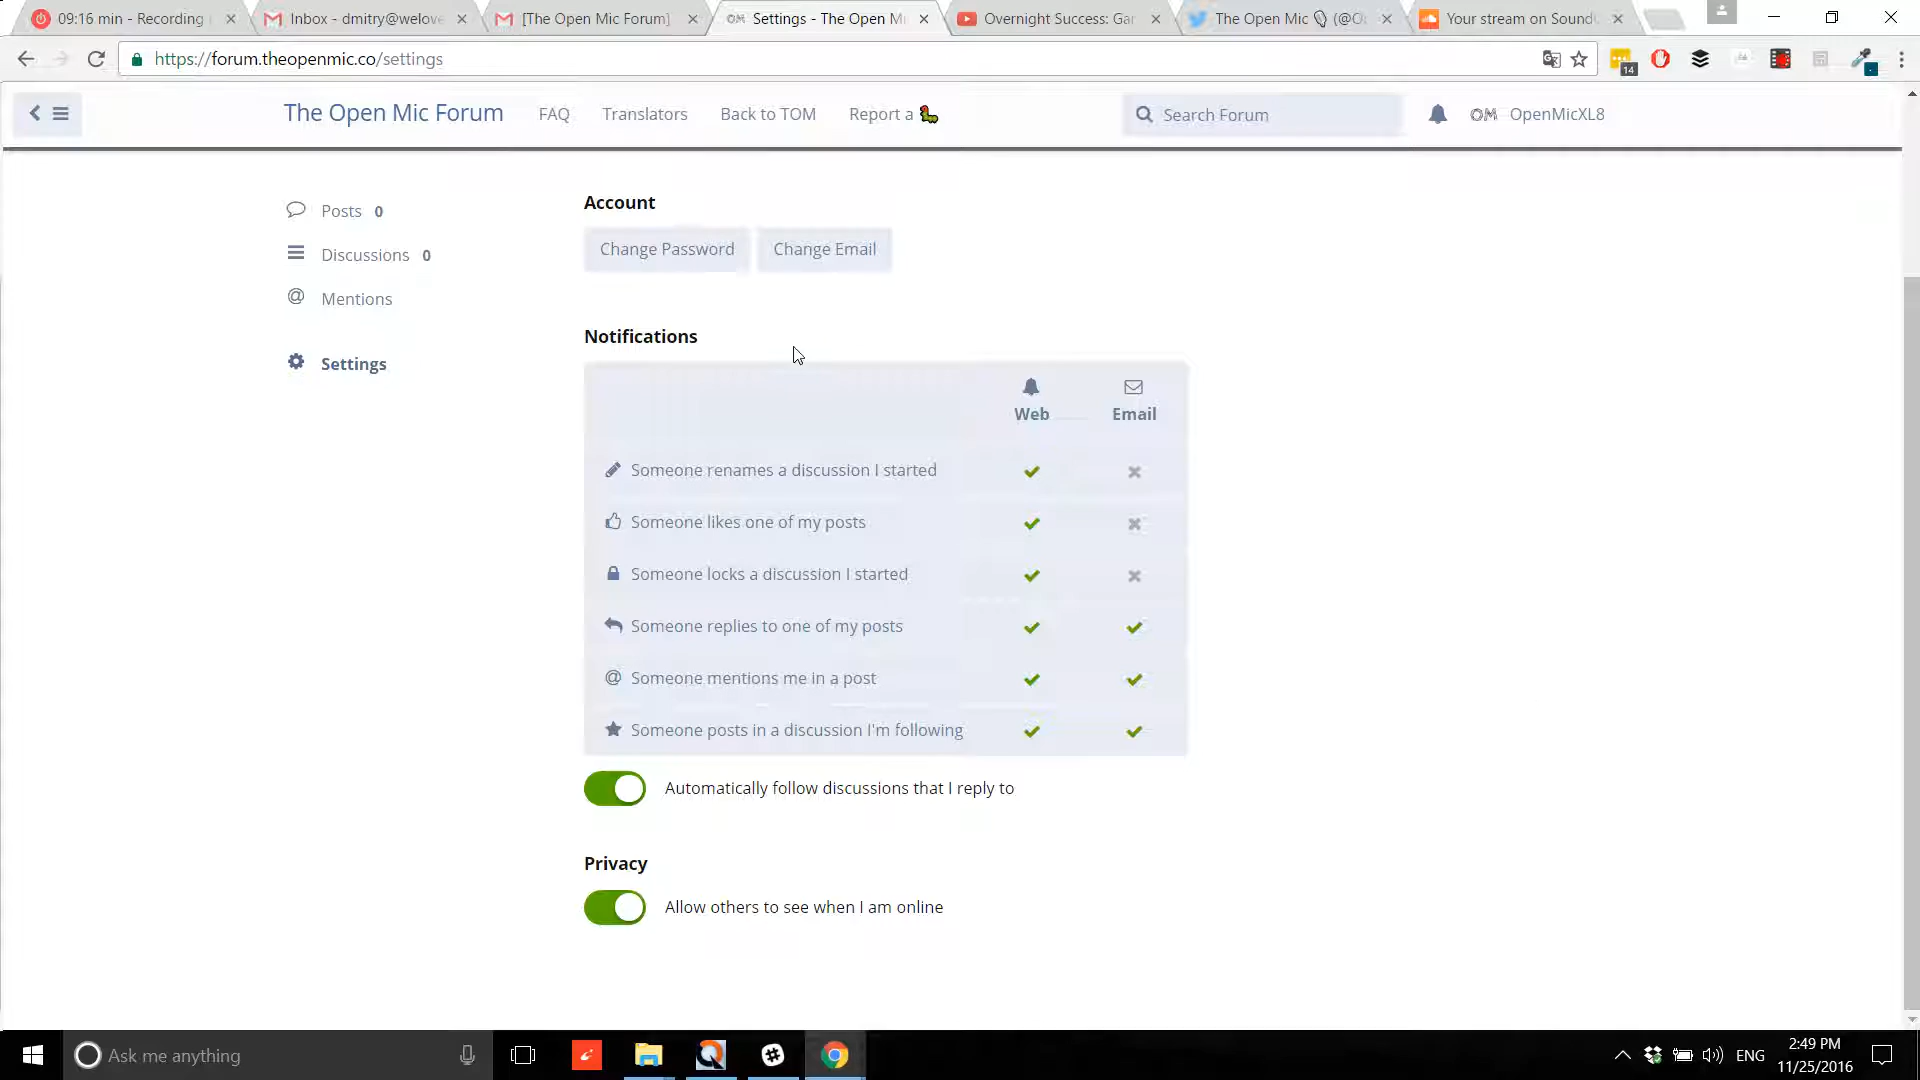 09:16 min - Recording
Inbox - dmitry@welove
[The Open Mic Forum]
Settings - The Open M
Overnight Success: Gar
The Open Mic (@O
Your stream on Sound
https://forum.theopenmic.co/settings
14
The Open Mic Forum
FAQ
Translators
Back to TOM
Report a
Search Forum
OM OpenMicXL8
Posts 0
Discussions 0
@ Mentions
Settings
Account
Change Password
Change Email
Notifications
Web
Email
Someone renames a discussion I started
Someone likes one of my posts
Someone locks a discussion I started
Someone replies to one of my posts
@ Someone mentions me in a post
Someone posts in a discussion I'm following
Automatically follow discussions that I reply to
Privacy
Allow others to see when I am online
Ask me anything
ENG
2:49 PM
11/25/2016